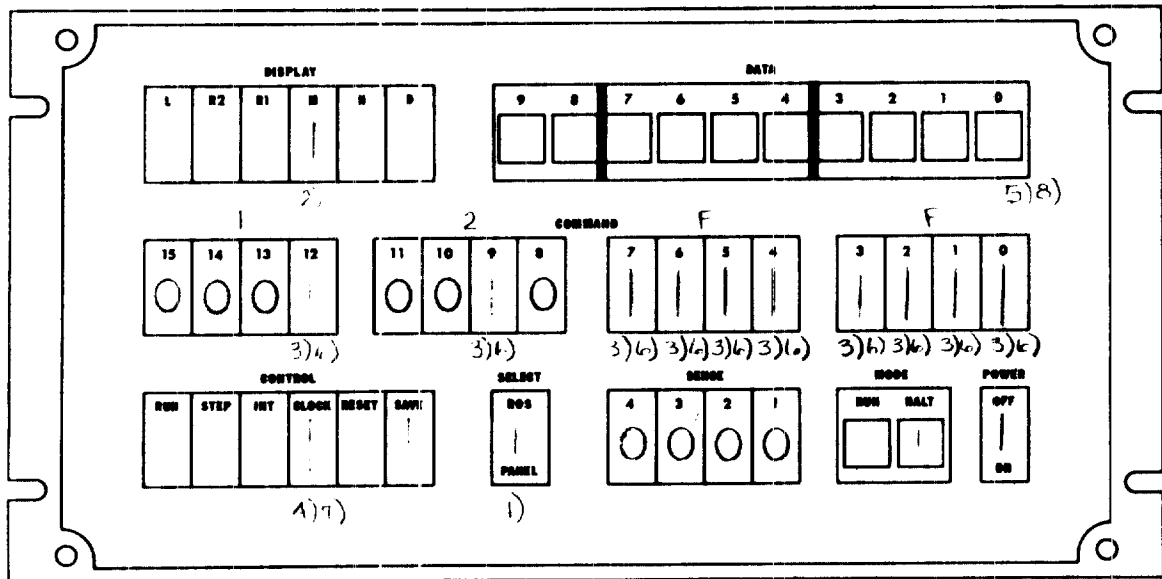 DISPLAY DATA
L R2 R1 M N D 9 8 7 6 5 4 3 2 1 0
2) 5)8)
1 2 COMMAND F F
15 14 13 12 11 10 9 8 7 6 5 4 3 2 1 0
3)6) 3)6) 3)6) 3)6) 3)6) 3)6) 3)6) 3)6) 3)6) 3)6)
CONTROL SELECT SENSE MODE POWER
RUN STEP INT CLOCK RESET SAVE ROS 4 3 2 1 RUN HALT OFF
PANEL ON
4)7) 1)